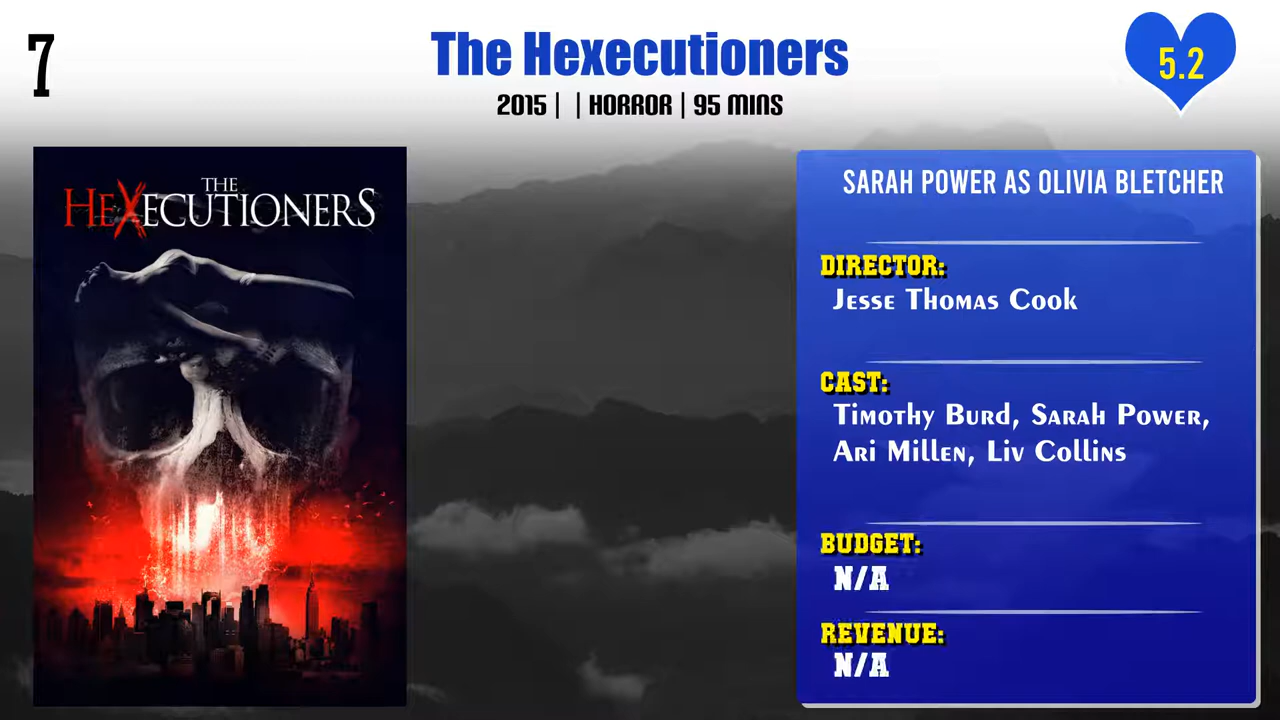 7
The Hexecutioners
5.2
2015 | | HORROR | 95 MINS
THE
HEXECUTIONERS
SARAH POWER AS OLIVIA BLETCHER
DIRECTOR:
Jesse Thomas Cook
CAST:
Timothy Burd, Sarah Power,
Ari Millen, Liv Collins
BUDGET:
N/A
REVENUE:
N/A